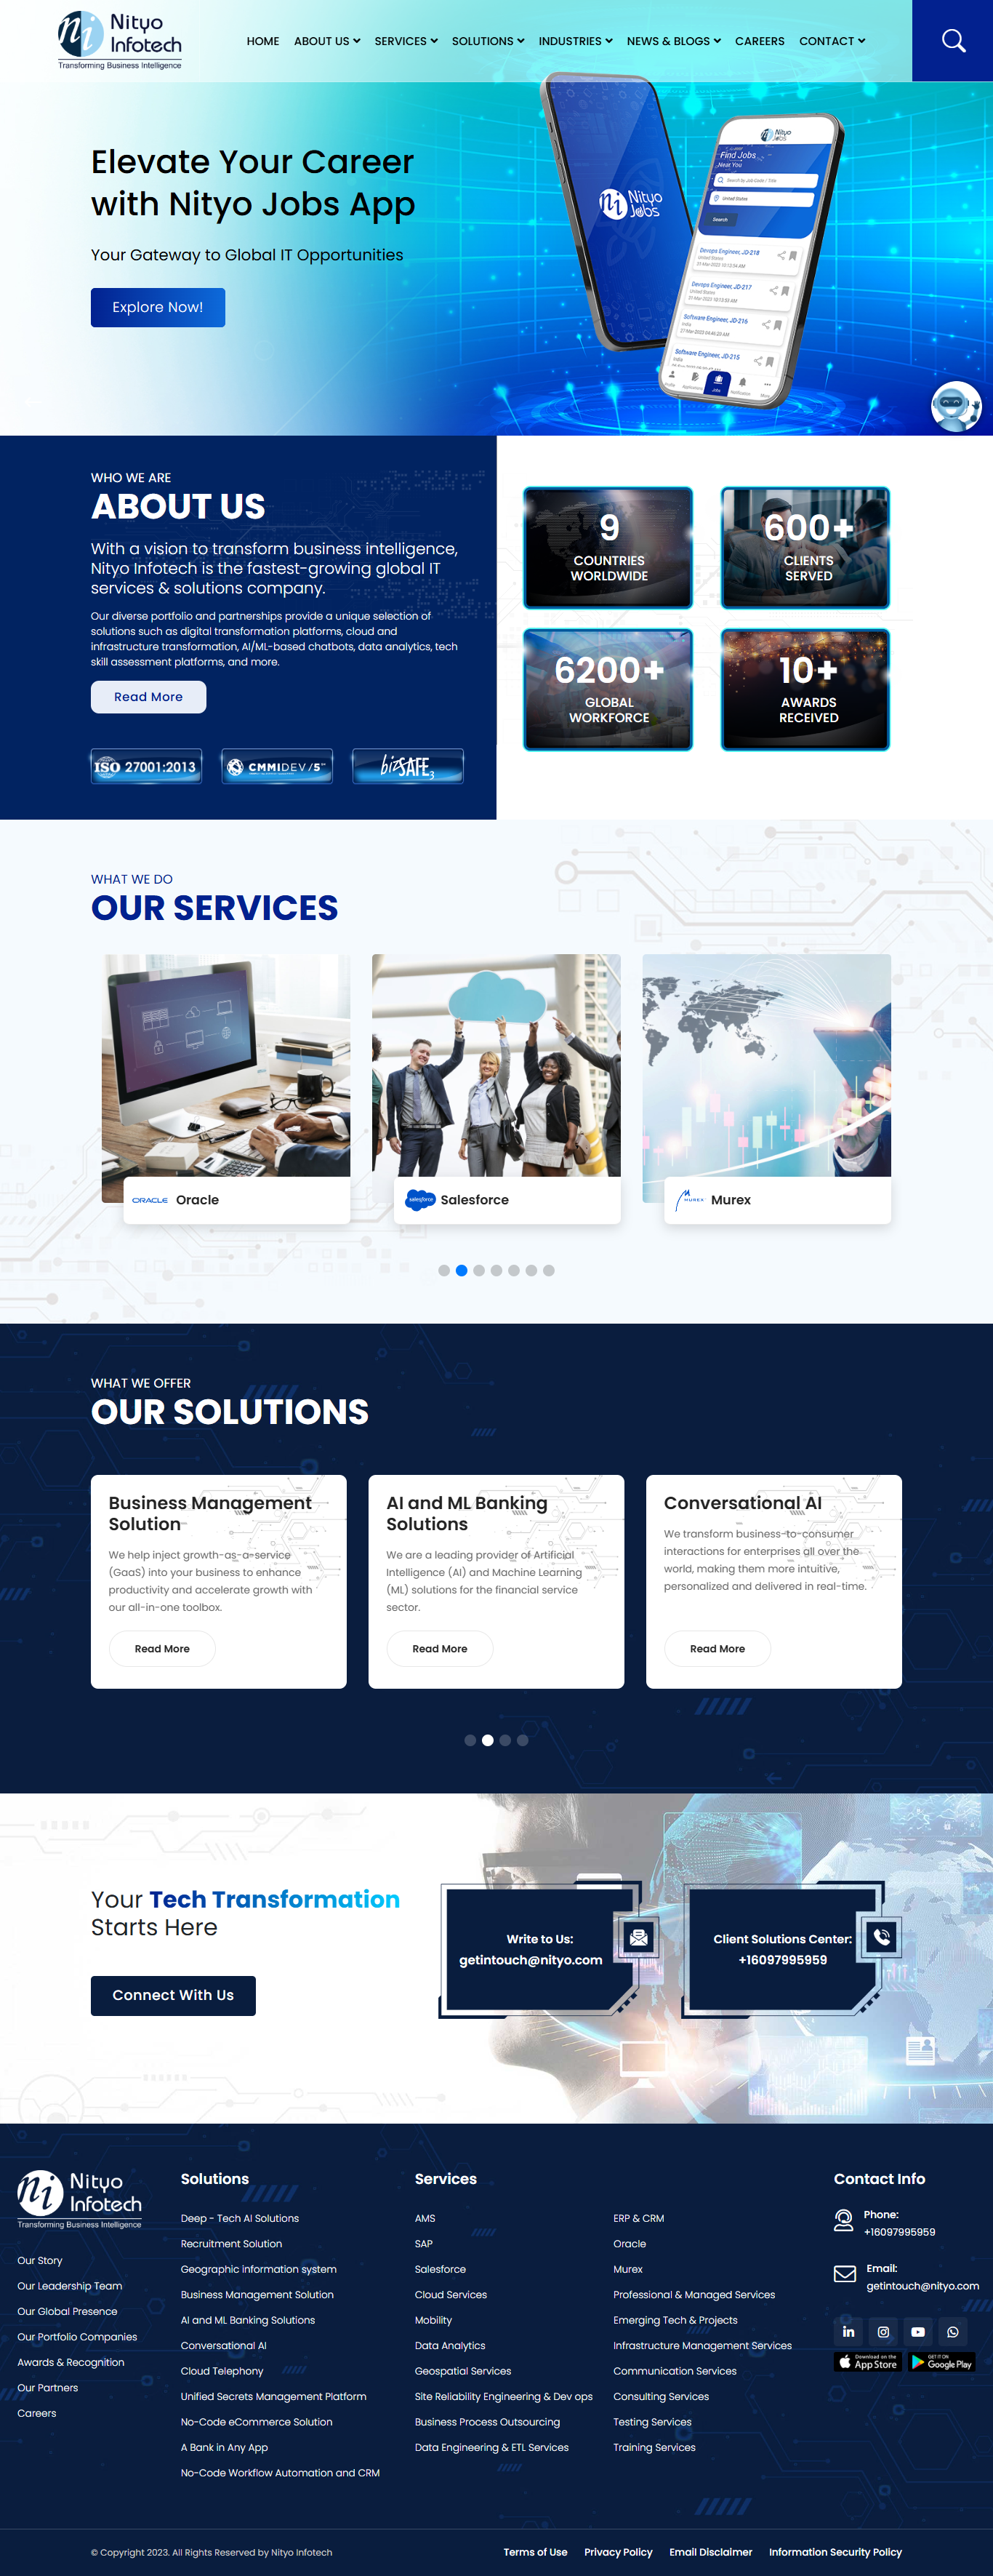 Nityo
Infotech
Transforming Business Intelligence
HOME ABOUT US SERVICES SOLUTIONS INDUSTRIES NEWS & BLOGS CAREERS CONTACT
Elevate Your Career
with Nityo Jobs App
Your Gateway to Global IT Opportunities
Explore Now!
Nityo
Jobs
Nityo
Jobs
Find Jobs
Near You
Search by Job Code / Title
United States
Search
Devops Engineer, JD-218
United States
Devops Engineer, JD-217
United States
Software Engineer, JD-216
India
Software Engineer, JD-215
India
Jobs
WHO WE ARE
ABOUT US
With a vision to transform business intelligence,
Nityo Infotech is the fastest-growing global IT
services & solutions company.
Our diverse portfolio and partnerships provide a unique selection of
solutions such as digital transformation platforms, cloud and
infrastructure transformation, AI/ML-based chatbots, data analytics, tech
skill assessment platforms, and more.
Read More
ISO 27001:2013
CMMIDEV/5℠
bizSAFE3
9
COUNTRIES
WORLDWIDE
600+
CLIENTS
SERVED
6200+
GLOBAL
WORKFORCE
10+
AWARDS
RECEIVED
WHAT WE DO
OUR SERVICES
ORACLE Oracle
salesforce Salesforce
MUREX Murex
WHAT WE OFFER
OUR SOLUTIONS
Business Management
Solution
We help inject growth-as-a-service
(GaaS) into your business to enhance
productivity and accelerate growth with
our all-in-one toolbox.
Read More
AI and ML Banking
Solutions
We are a leading provider of Artificial
Intelligence (AI) and Machine Learning
(ML) solutions for the financial service
sector.
Read More
Conversational AI
We transform business-to-consumer
interactions for enterprises all over the
world, making them more intuitive,
personalized and delivered in real-time.
Read More
Your Tech Transformation
Starts Here
Connect With Us
Write to Us:
getintouch@nityo.com
Client Solutions Center:
+16097995959
Nityo
Infotech
Transforming Business Intelligence
Our Story
Our Leadership Team
Our Global Presence
Our Portfolio Companies
Awards & Recognition
Our Partners
Careers
Solutions
Deep - Tech AI Solutions
Recruitment Solution
Geographic information system
Business Management Solution
AI and ML Banking Solutions
Conversational AI
Cloud Telephony
Unified Secrets Management Platform
No-Code eCommerce Solution
A Bank in Any App
No-Code Workflow Automation and CRM
Services
AMS
SAP
Salesforce
Cloud Services
Mobility
Data Analytics
Geospatial Services
Site Reliability Engineering & Dev ops
Business Process Outsourcing
Data Engineering & ETL Services
ERP & CRM
Oracle
Murex
Professional & Managed Services
Emerging Tech & Projects
Infrastructure Management Services
Communication Services
Consulting Services
Testing Services
Training Services
Contact Info
Phone:
+16097995959
Email:
getintouch@nityo.com
Download on the
App Store
GET IT ON
Google Play
© Copyright 2023. All Rights Reserved by Nityo Infotech
Terms of Use Privacy Policy Email Disclaimer Information Security Policy